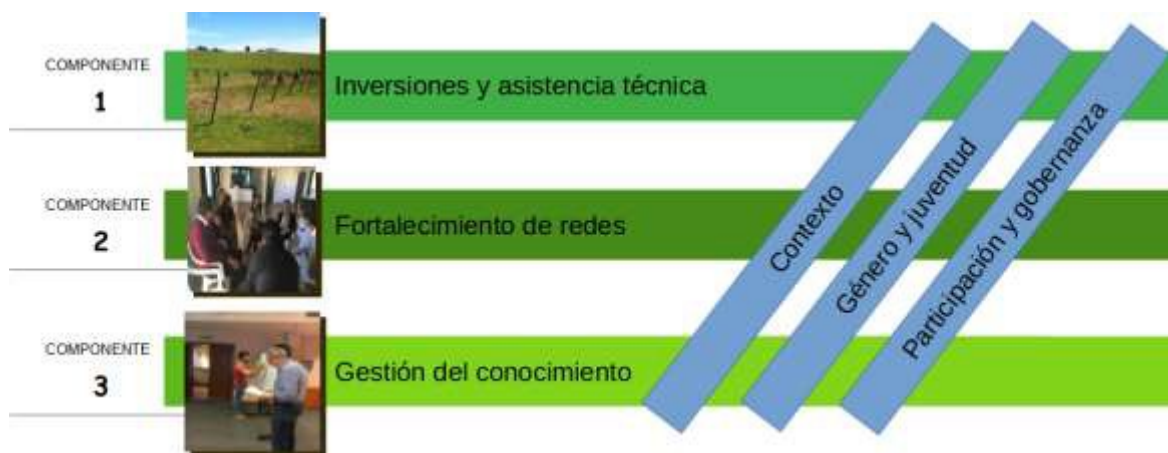 COMPONENTE
1
Inversiones y asistencia técnica
COMPONENTE
2
Fortalecimiento de redes
COMPONENTE
3
Gestión del conocimiento
Contexto
Género y juventud
Participación y gobernanza